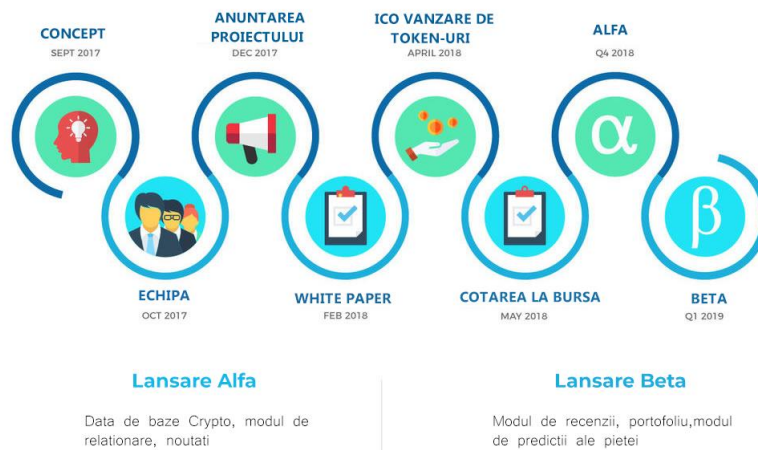 CONCEPT
SEPT 2017
ANUNTAREA
PROIECTULUI
DEC 2017
ICO VANZARE DE
TOKEN-URI
APRIL 2018
ALFA
Q4 2018
α
β
ECHIPA
OCT 2017
WHITE PAPER
FEB 2018
COTAREA LA BURSA
MAY 2018
BETA
Q1 2019
Lansare Alfa
Data de baze Crypto, modul de
relationare, noutati
Lansare Beta
Modul de recenzii, portofoliu,modul
de predictii ale pietei